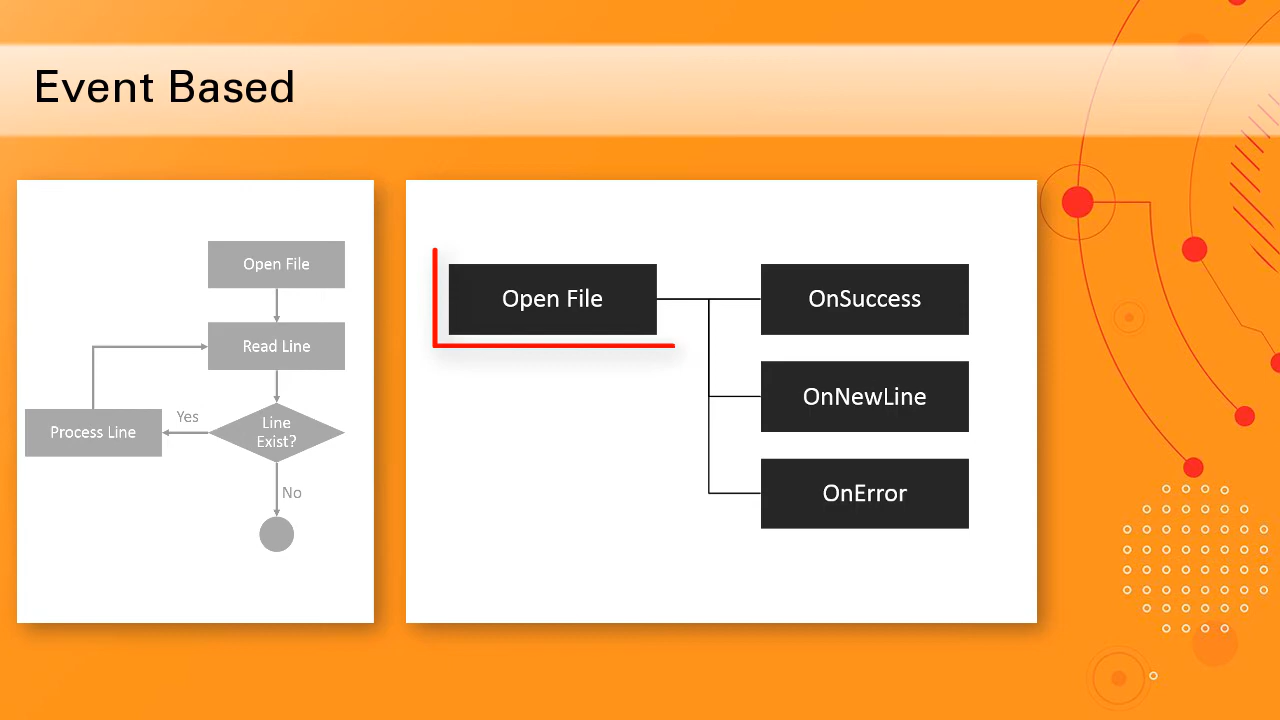 Event Based
Open File
Read Line
Line
Exist?
Yes
Process Line
No
Open File
OnSuccess
OnNewLine
OnError